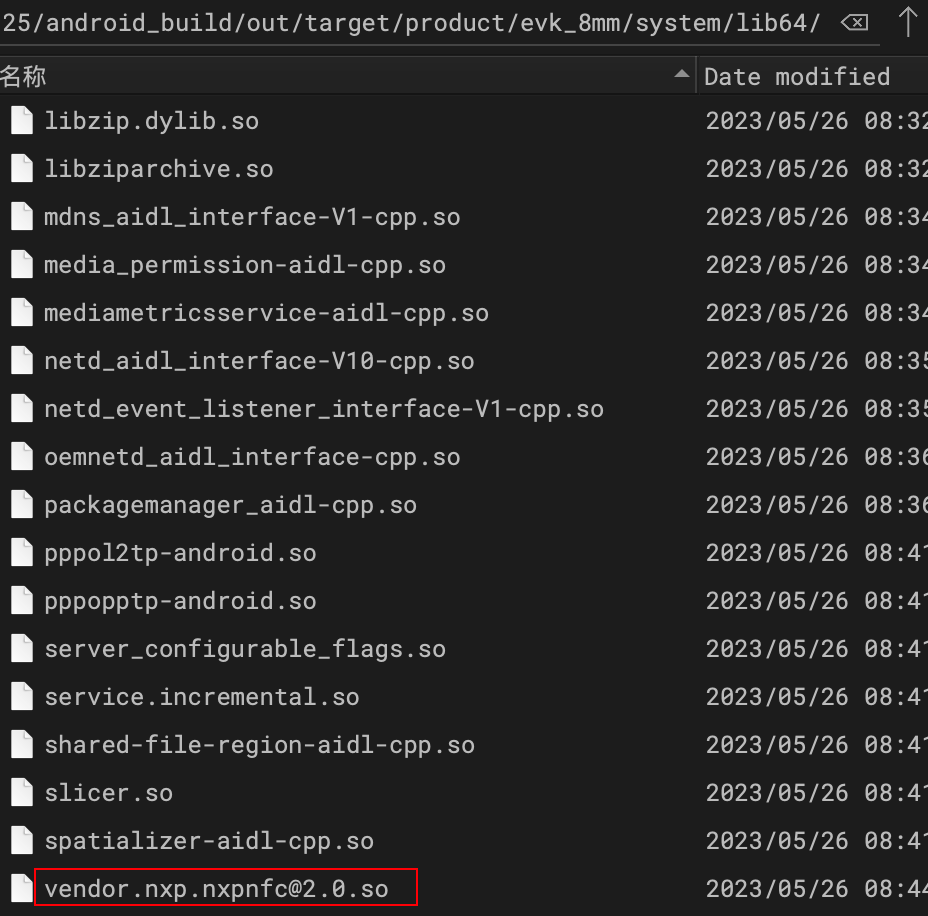 25/android_build/out/target/product/evk_8mm/system/lib64/
名称 Date modified
libzip.dylib.so 2023/05/26 08:32
libziparchive.so 2023/05/26 08:32
mdns_aidl_interface-V1-cpp.so 2023/05/26 08:34
media_permission-aidl-cpp.so 2023/05/26 08:34
mediametricsservice-aidl-cpp.so 2023/05/26 08:34
netd_aidl_interface-V10-cpp.so 2023/05/26 08:35
netd_event_listener_interface-V1-cpp.so 2023/05/26 08:35
oemnetd_aidl_interface-cpp.so 2023/05/26 08:36
packagemanager_aidl-cpp.so 2023/05/26 08:36
pppol2tp-android.so 2023/05/26 08:41
pppopptp-android.so 2023/05/26 08:41
server_configurable_flags.so 2023/05/26 08:41
service.incremental.so 2023/05/26 08:41
shared-file-region-aidl-cpp.so 2023/05/26 08:41
slicer.so 2023/05/26 08:41
spatializer-aidl-cpp.so 2023/05/26 08:41
vendor.nxp.nxpnfc@2.0.so 2023/05/26 08:44